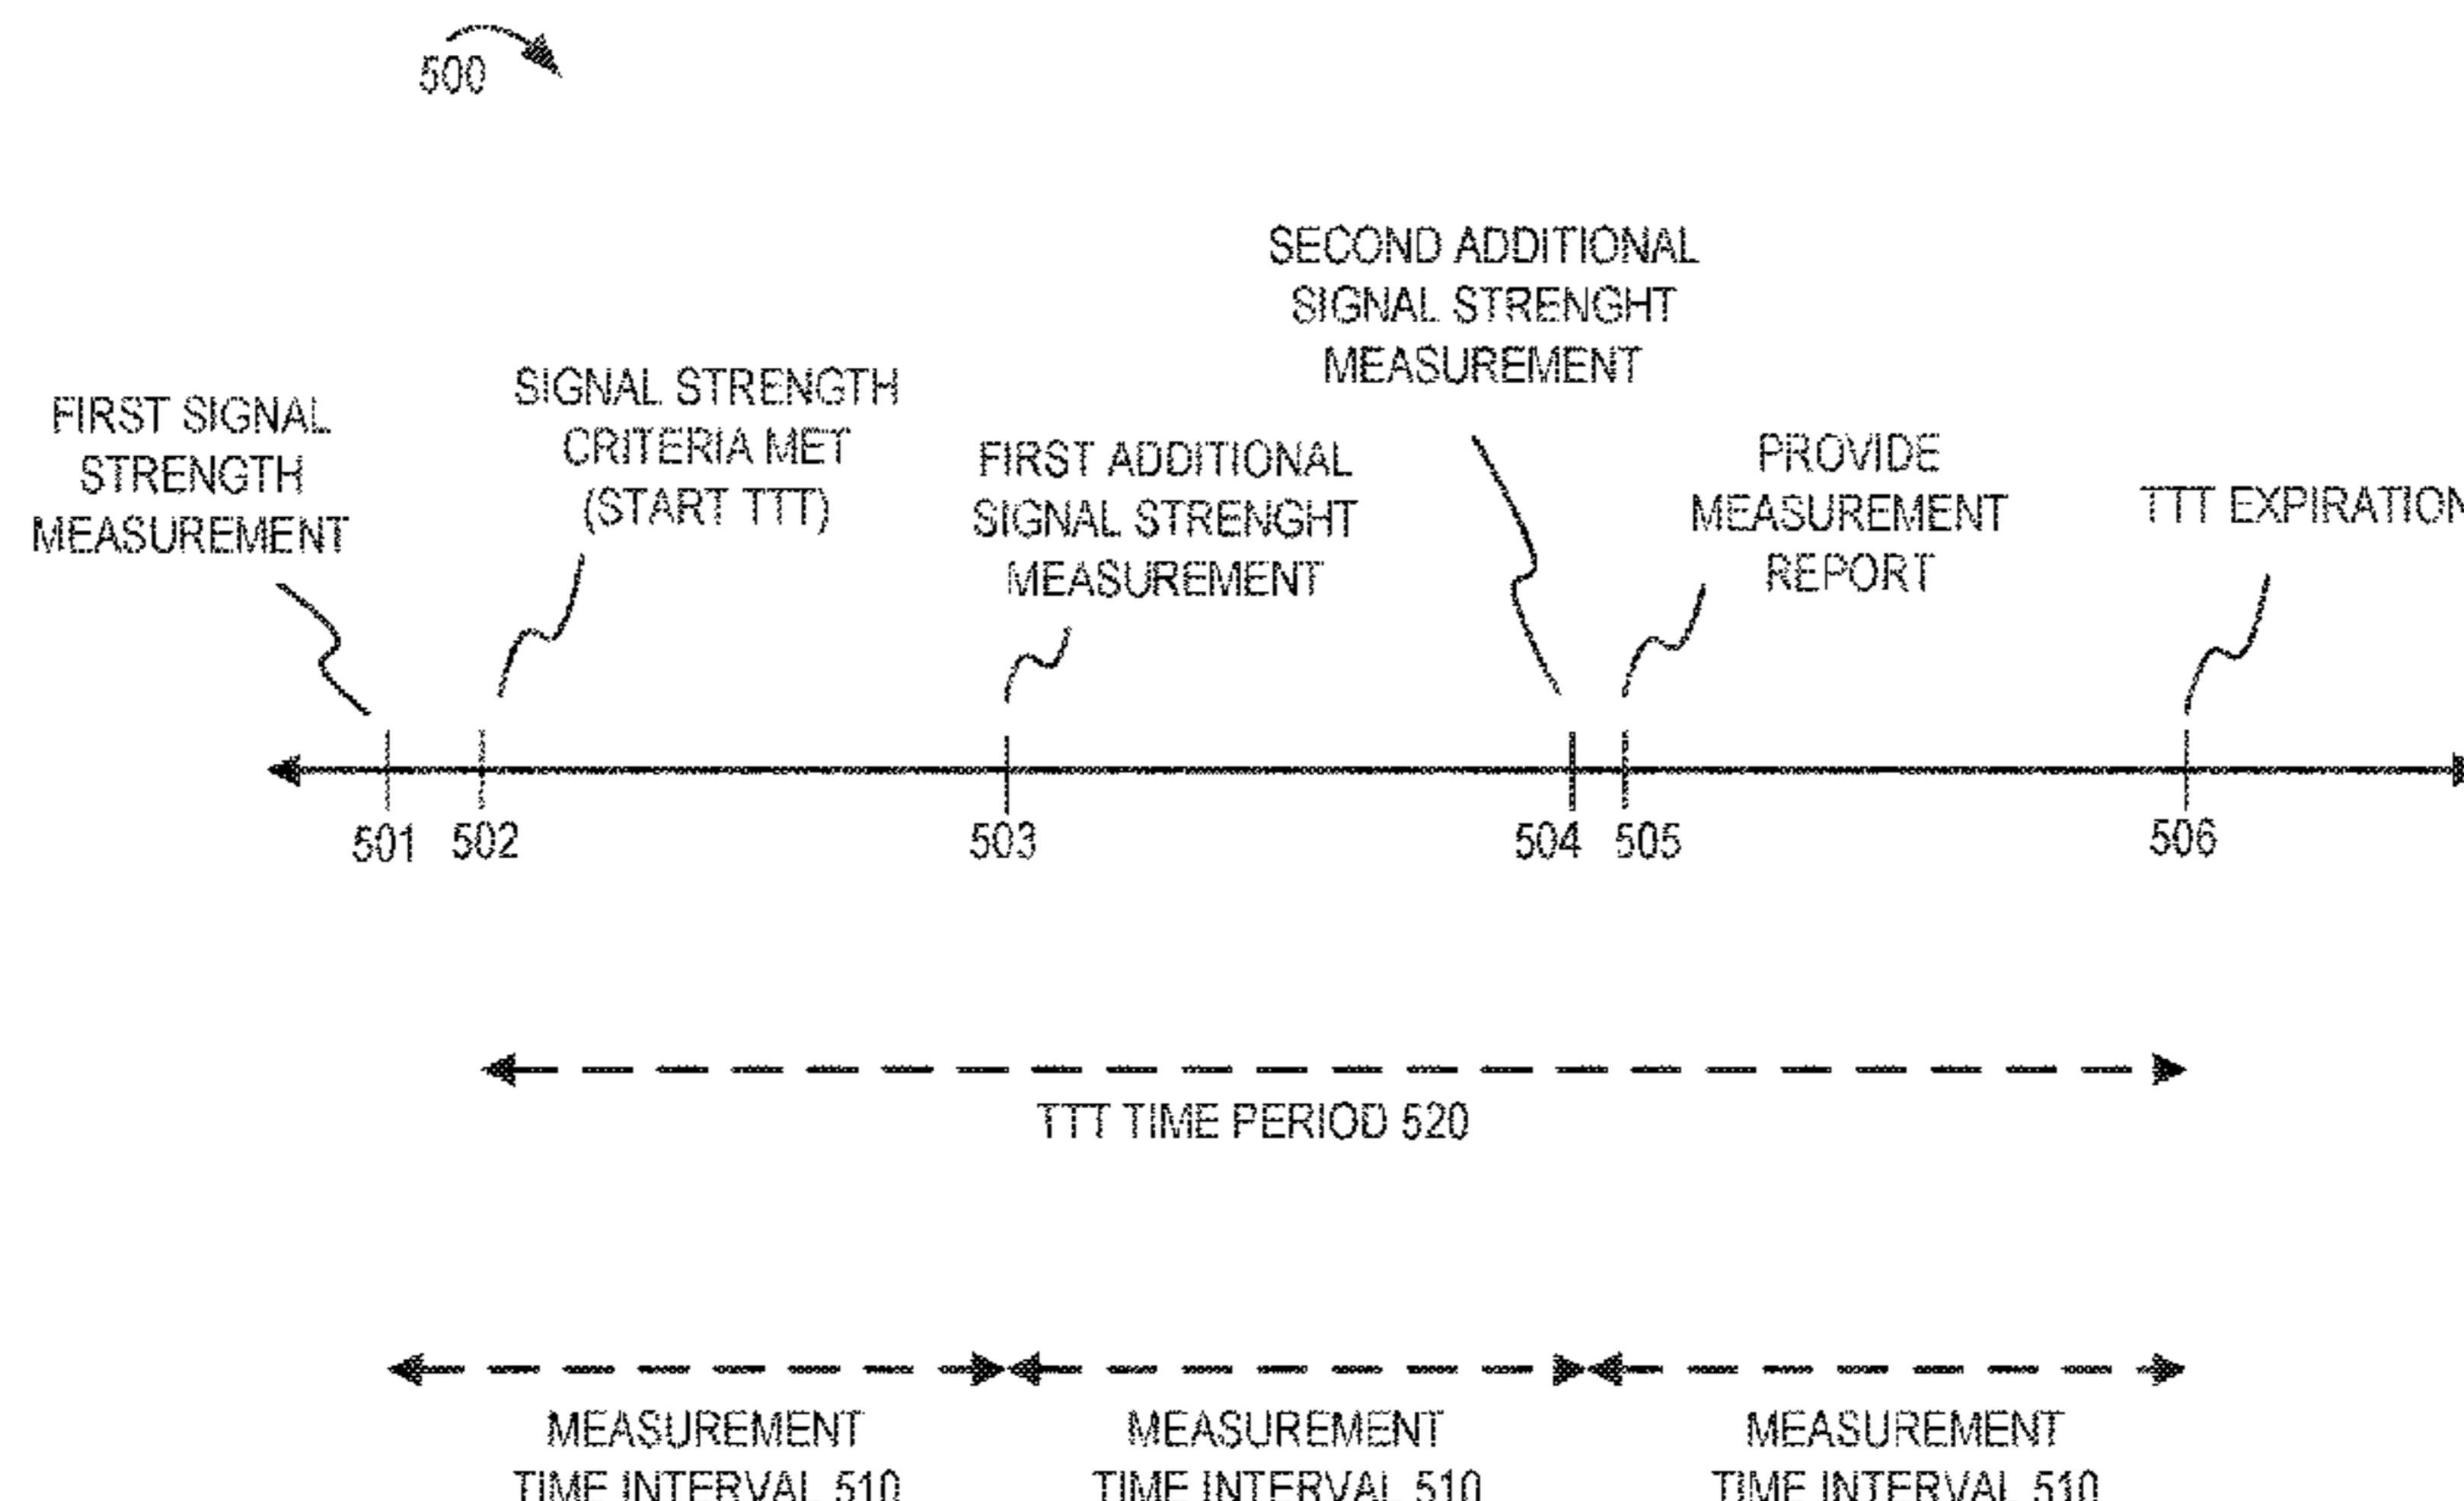 500
SECOND ADDITIONAL
SIGNAL STRENGHT
MEASUREMENT
FIRST SIGNAL
STRENGTH
MEASUREMENT
SIGNAL STRENGTH
CRITERIA MET
(START TTT)
FIRST ADDITIONAL
SIGNAL STRENGHT
MEASUREMENT
PROVIDE
MEASUREMENT
REPORT
TTT EXPIRATION
501 502 503 504 505 506
TTT TIME PERIOD 520
MEASUREMENT
TIME INTERVAL 510
MEASUREMENT
TIME INTERVAL 510
MEASUREMENT
TIME INTERVAL 510